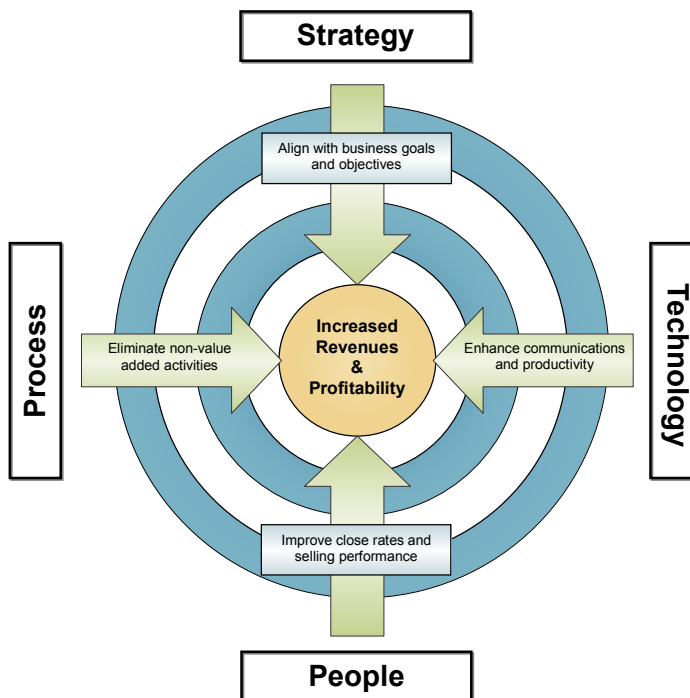 Strategy
Align with business goals
and objectives
Process
Eliminate non-value
added activities
Increased
Revenues
&
Profitability
Enhance communications
and productivity
Technology
Improve close rates and
selling performance
People